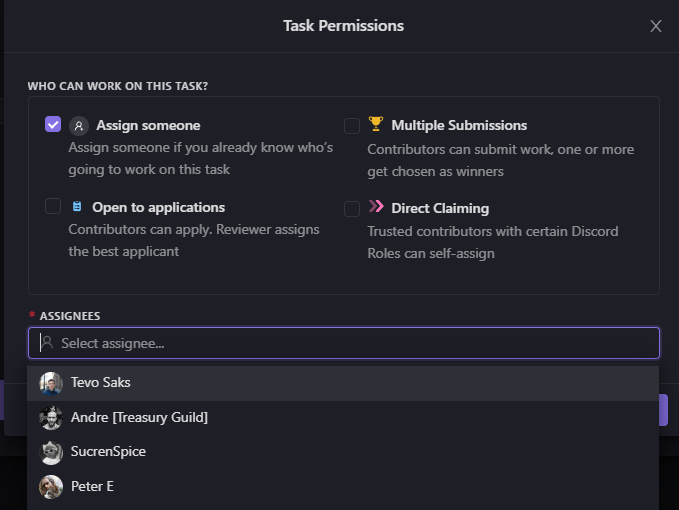 Task Permissions
WHO CAN WORK ON THIS TASK?
Assign someone
Assign someone if you already know who's
going to work on this task
Multiple Submissions
Contributors can submit work, one or more
get chosen as winners
Open to applications
Contributors can apply. Reviewer assigns
the best applicant
Direct Claiming
Trusted contributors with certain Discord
Roles can self-assign
* ASSIGNEES
Select assignee...
Tevo Saks
Andre [Treasury Guild]
SucrenSpice
Peter E